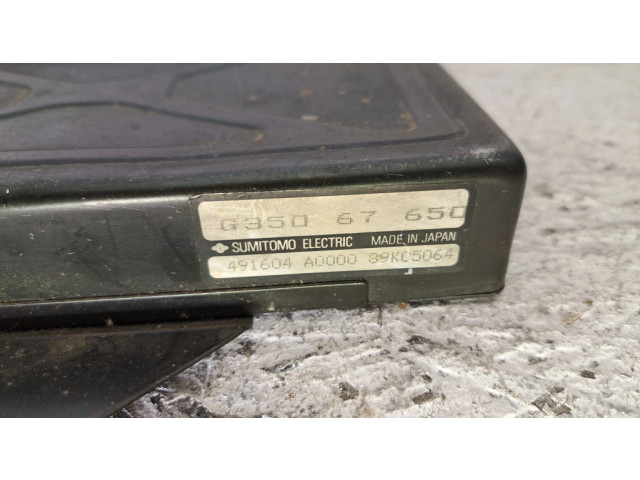 G350 67 650
SUMITOMO ELECTRIC MADE IN JAPAN
491604 A0000 89KC5064